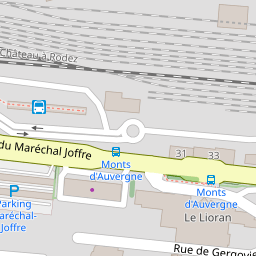 Château à Rodez
du Maréchal Joffre
Monts
d'Auvergne
31
33
Monts
d'Auvergne
Le Lioran
P
Parking
Maréchal-
Joffre
Rue de Gergovie